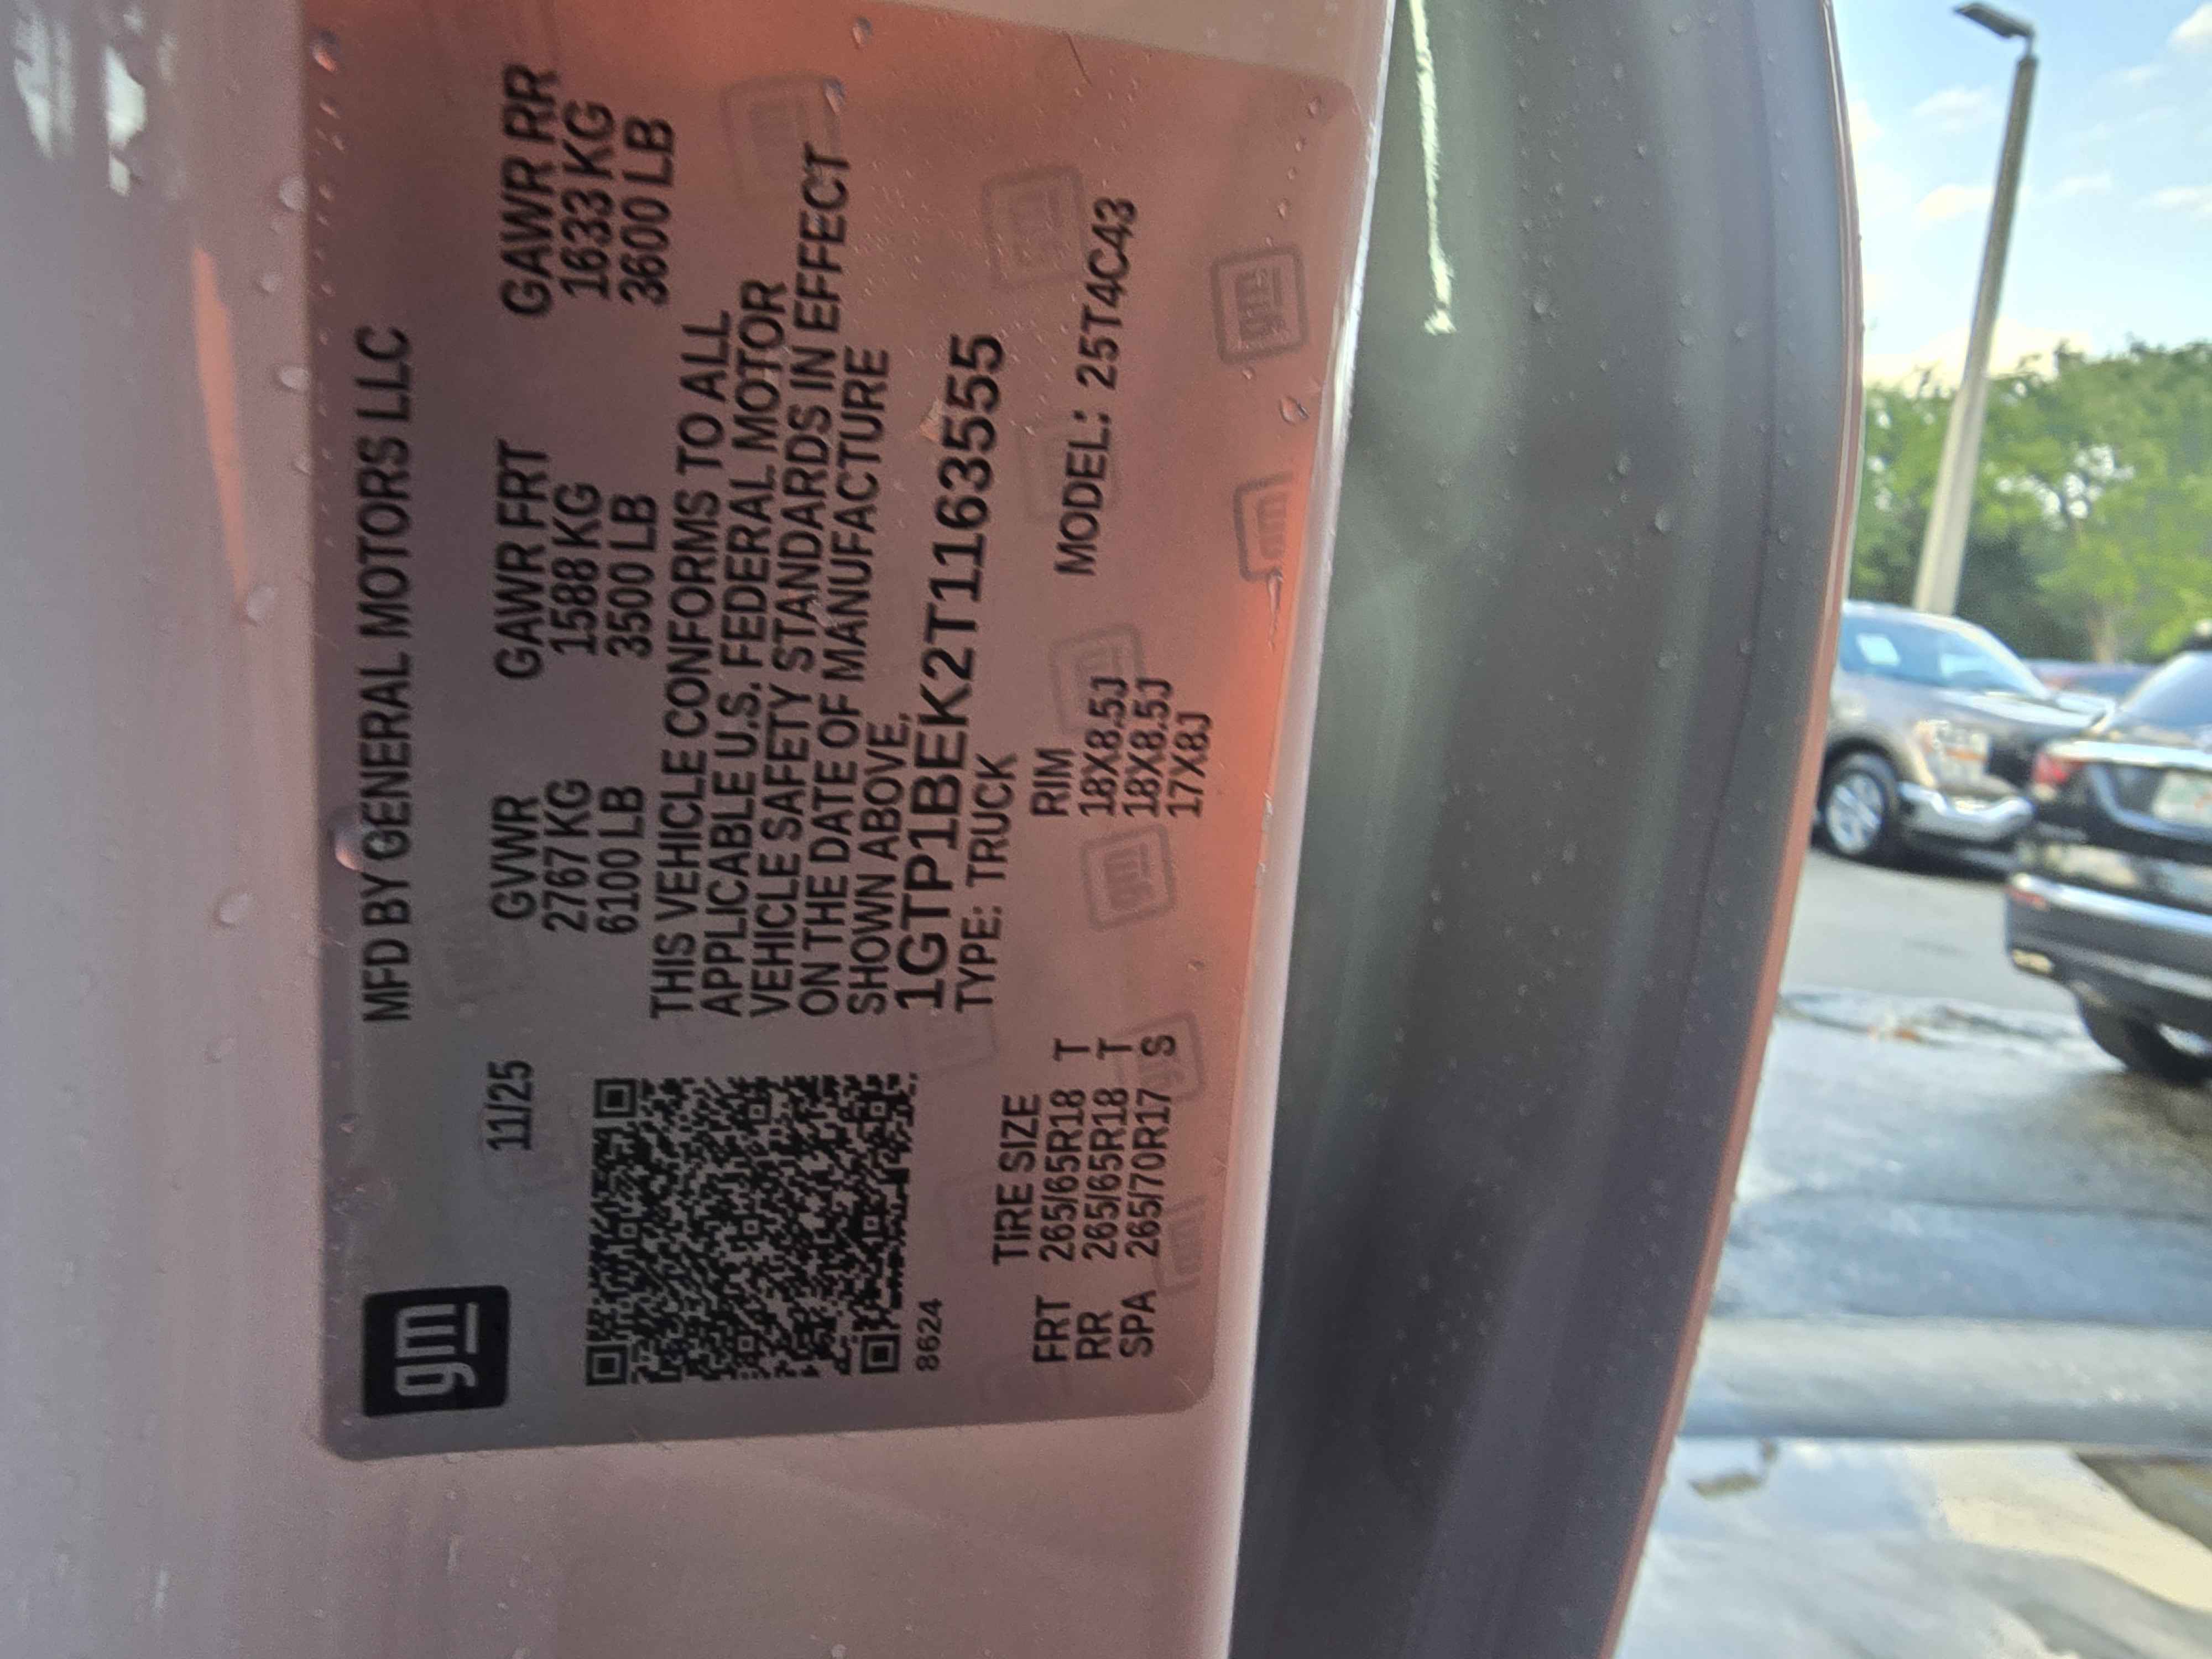 gm
MFD BY GENERAL MOTORS LLC
11/25
GVWR GAWR FRT GAWR RR
2767 KG 1588 KG 1633 KG
6100 LB 3500 LB 3600 LB
THIS VEHICLE CONFORMS TO ALL
APPLICABLE U.S. FEDERAL MOTOR
VEHICLE SAFETY STANDARDS IN EFFECT
ON THE DATE OF MANUFACTURE
SHOWN ABOVE.
1GTP1BEK2T1163555
TYPE: TRUCK
8624
TIRE SIZE RIM MODEL: 25T4C43
FRT 265/65R18 T 18X8.5J
RR 265/65R18 T 18X8.5J
SPA 265/70R17 S 17X8J